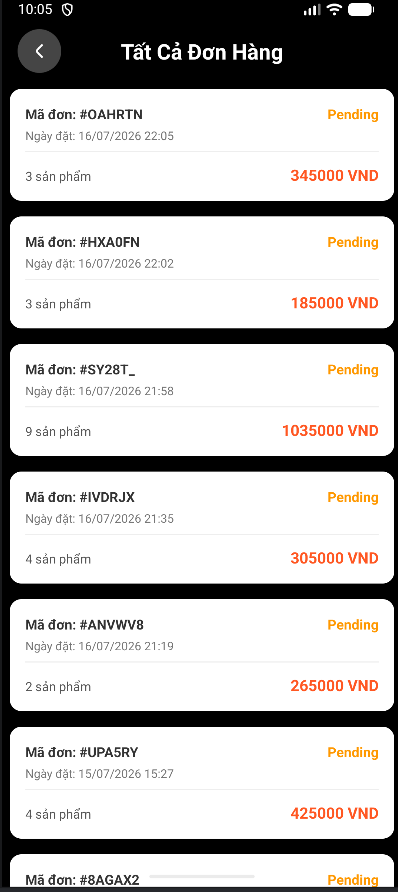 10:05
Tất Cả Đơn Hàng
Mã đơn: #OAHRTN Pending
Ngày đặt: 16/07/2026 22:05
3 sản phẩm 345000 VND
Mã đơn: #HXA0FN Pending
Ngày đặt: 16/07/2026 22:02
3 sản phẩm 185000 VND
Mã đơn: #SY28T_ Pending
Ngày đặt: 16/07/2026 21:58
9 sản phẩm 1035000 VND
Mã đơn: #IVDRJX Pending
Ngày đặt: 16/07/2026 21:35
4 sản phẩm 305000 VND
Mã đơn: #ANVWV8 Pending
Ngày đặt: 16/07/2026 21:19
2 sản phẩm 265000 VND
Mã đơn: #UPA5RY Pending
Ngày đặt: 15/07/2026 15:27
4 sản phẩm 425000 VND
Mã đơn: #8AGAX2 Pending